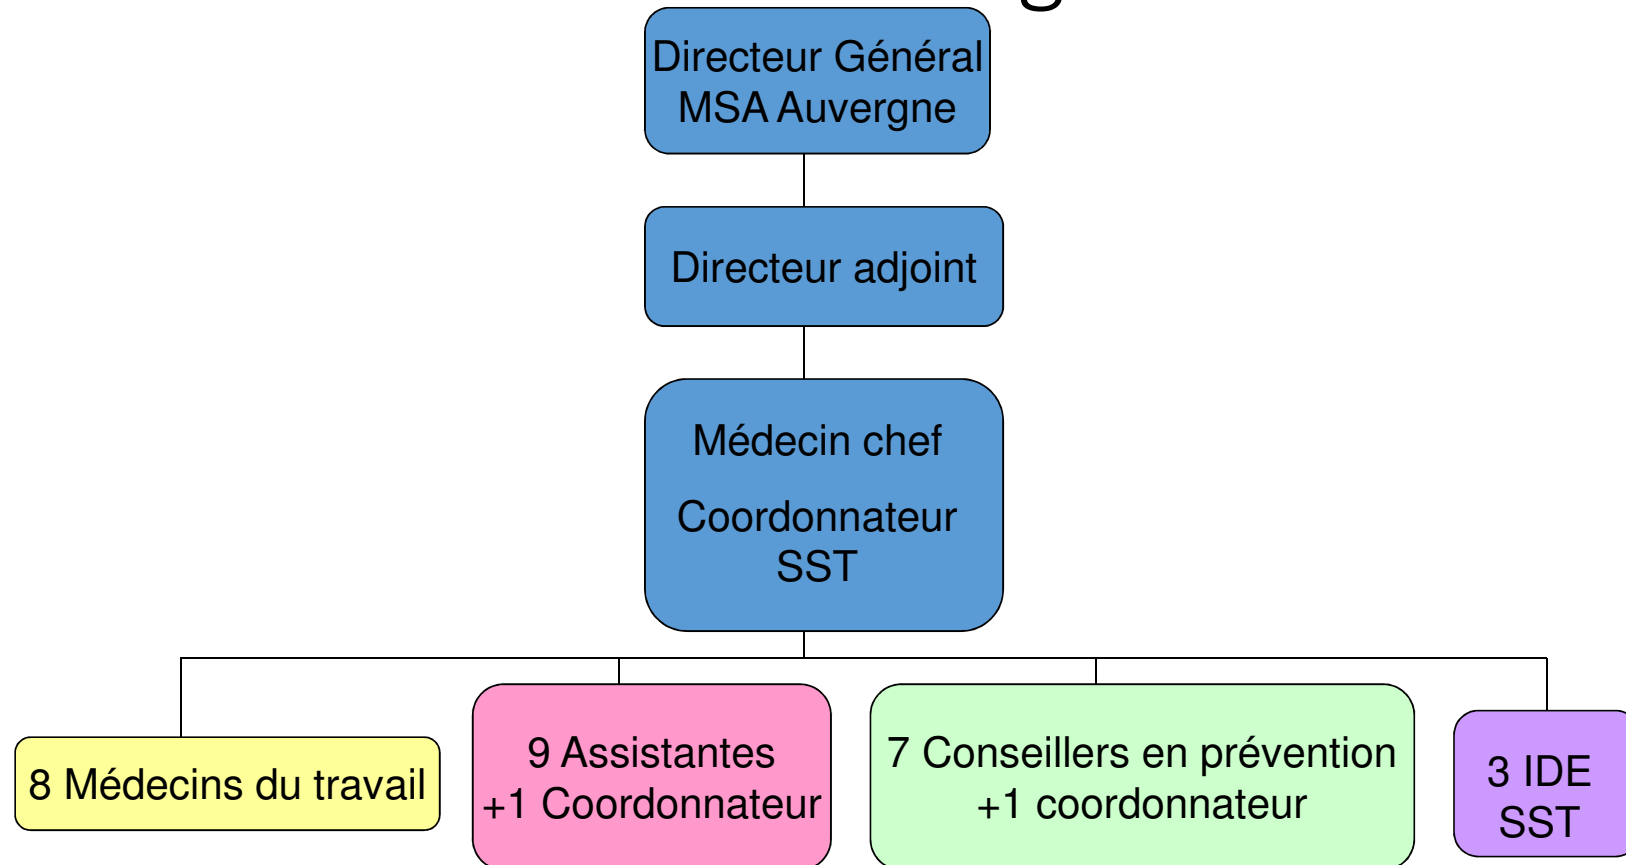 Directeur Général
MSA Auvergne
Directeur adjoint
Médecin chef
Coordonnateur
SST
8 Médecins du travail
9 Assistantes
+1 Coordonnateur
7 Conseillers en prévention
+1 coordonnateur
3 IDE
SST